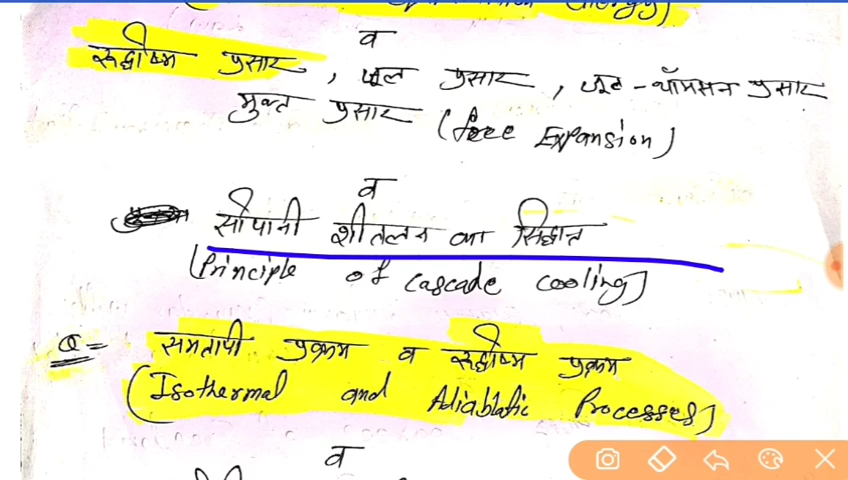 व
रूद्धोष्म प्रसार, जूल प्रसार, जूल-थॉमसन प्रसार
मुक्त प्रसार (free Expansion)
व
सोपानी शीतलन का सिद्धांत
(Principle of cascade cooling)
Q= समतापी प्रक्रम व रूद्धोष्म प्रक्रम
(Isothermal and Adiabatic Processes)
व